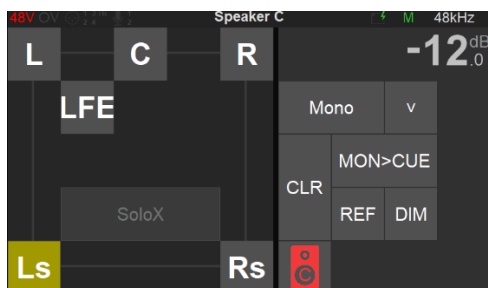 48V OV Speaker C M 48kHz
L C R -12.0 dB
LFE Mono v
MON>CUE
CLR
SoloX REF DIM
Ls Rs C